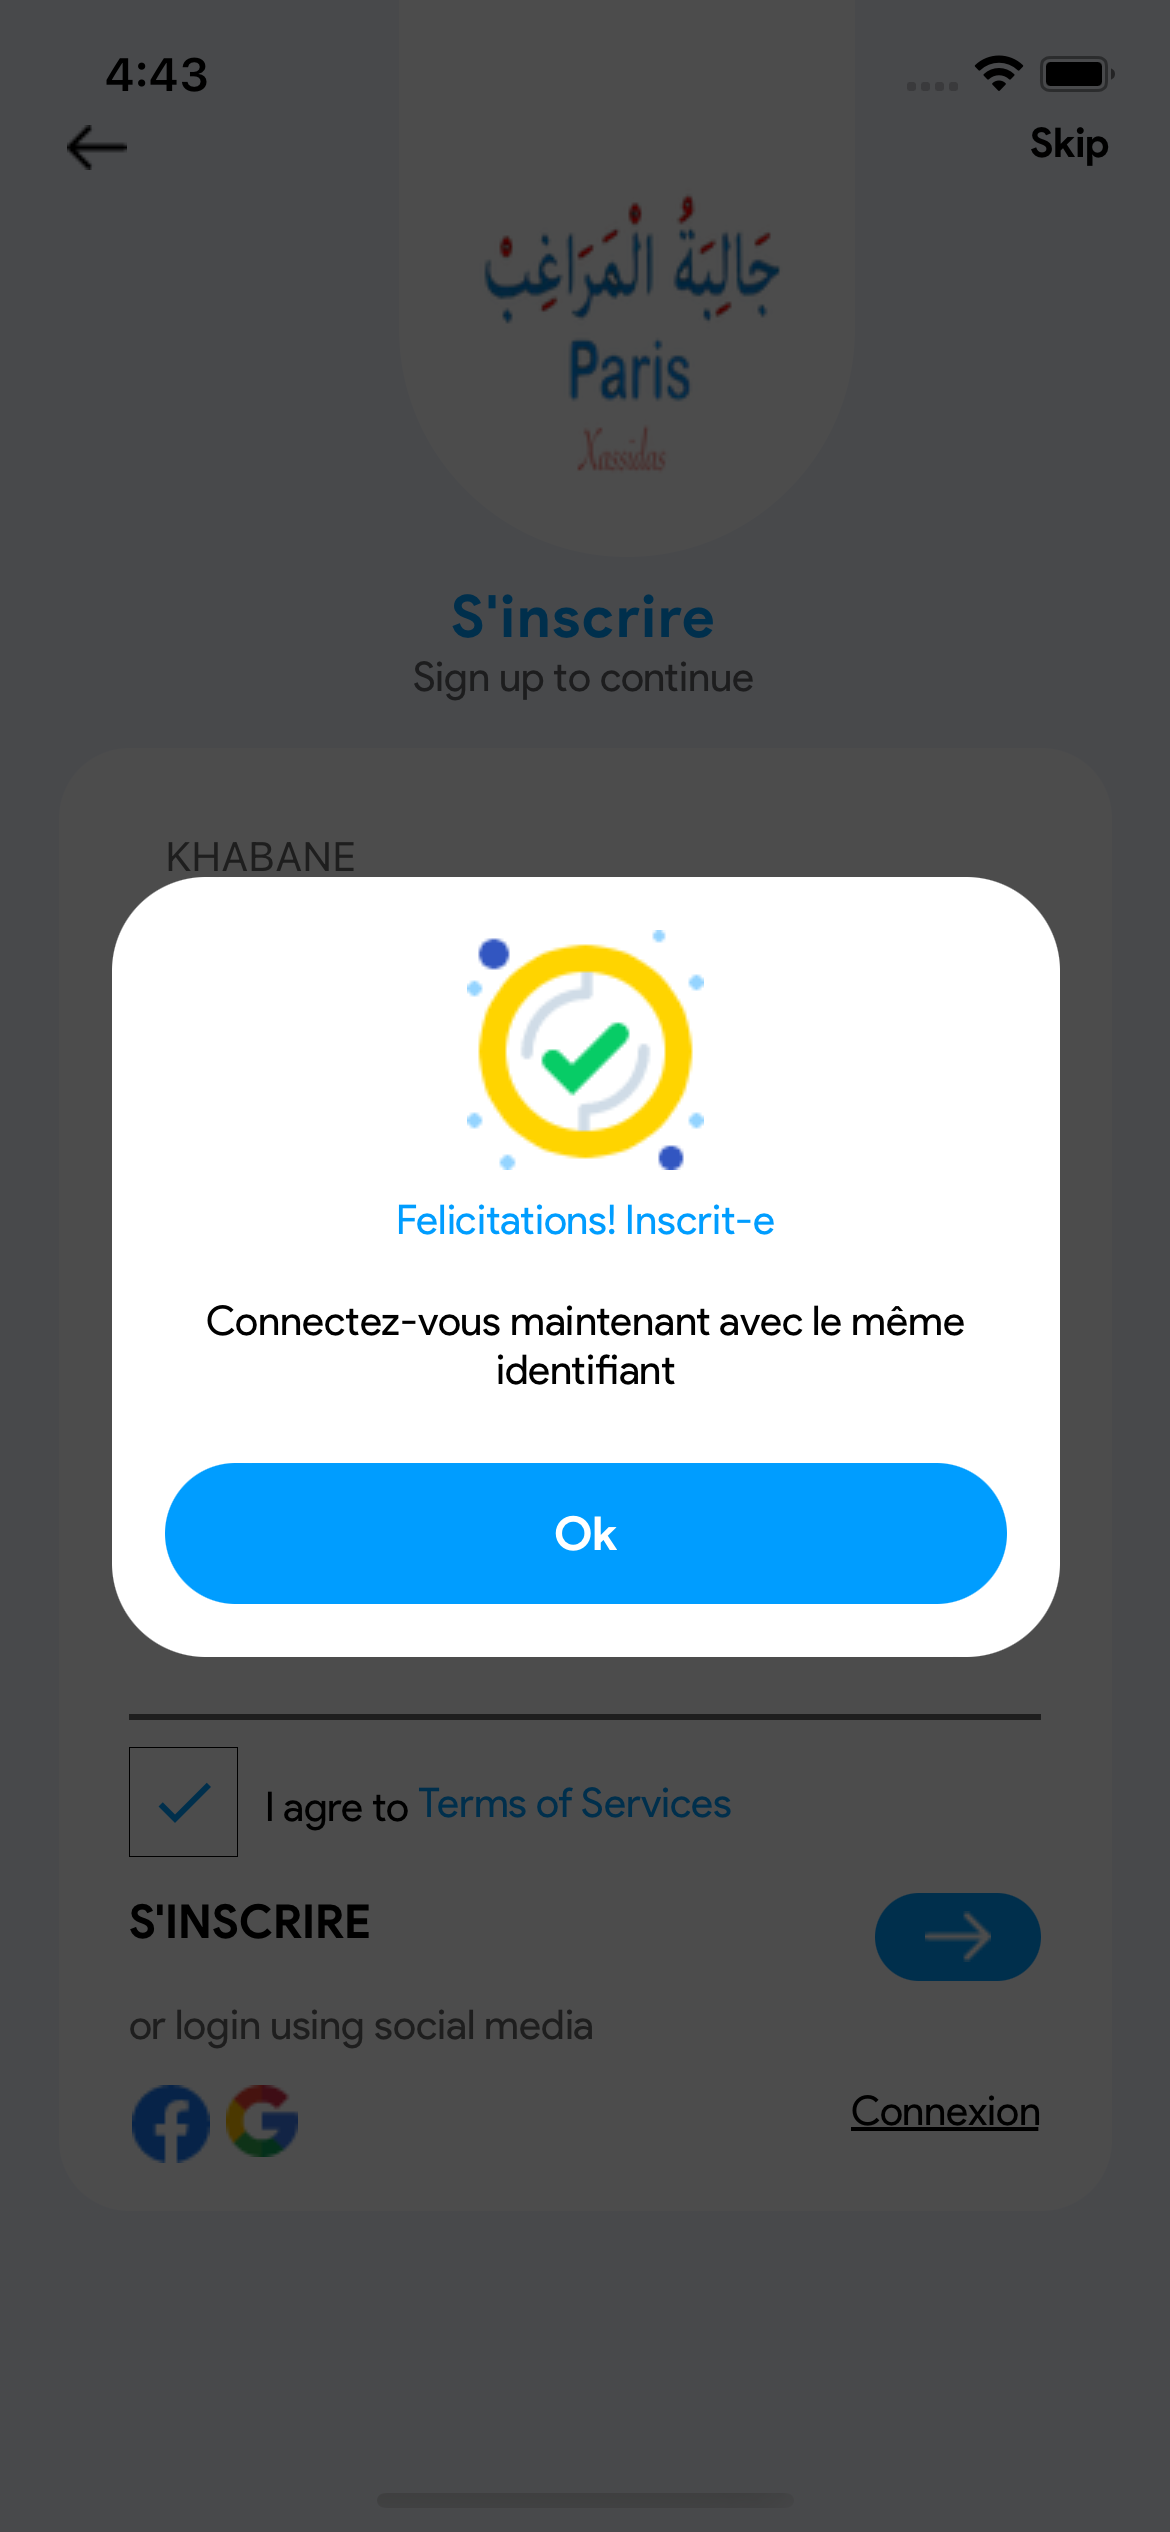 4:43
Skip
جَالِبَةُ الْمَرَاغِبْ
Paris
Xassidas
S'inscrire
Sign up to continue
KHABANE
Felicitations! Inscrit-e
Connectez-vous maintenant avec le même
identifiant
Ok
I agre to Terms of Services
S'INSCRIRE
or login using social media
Connexion